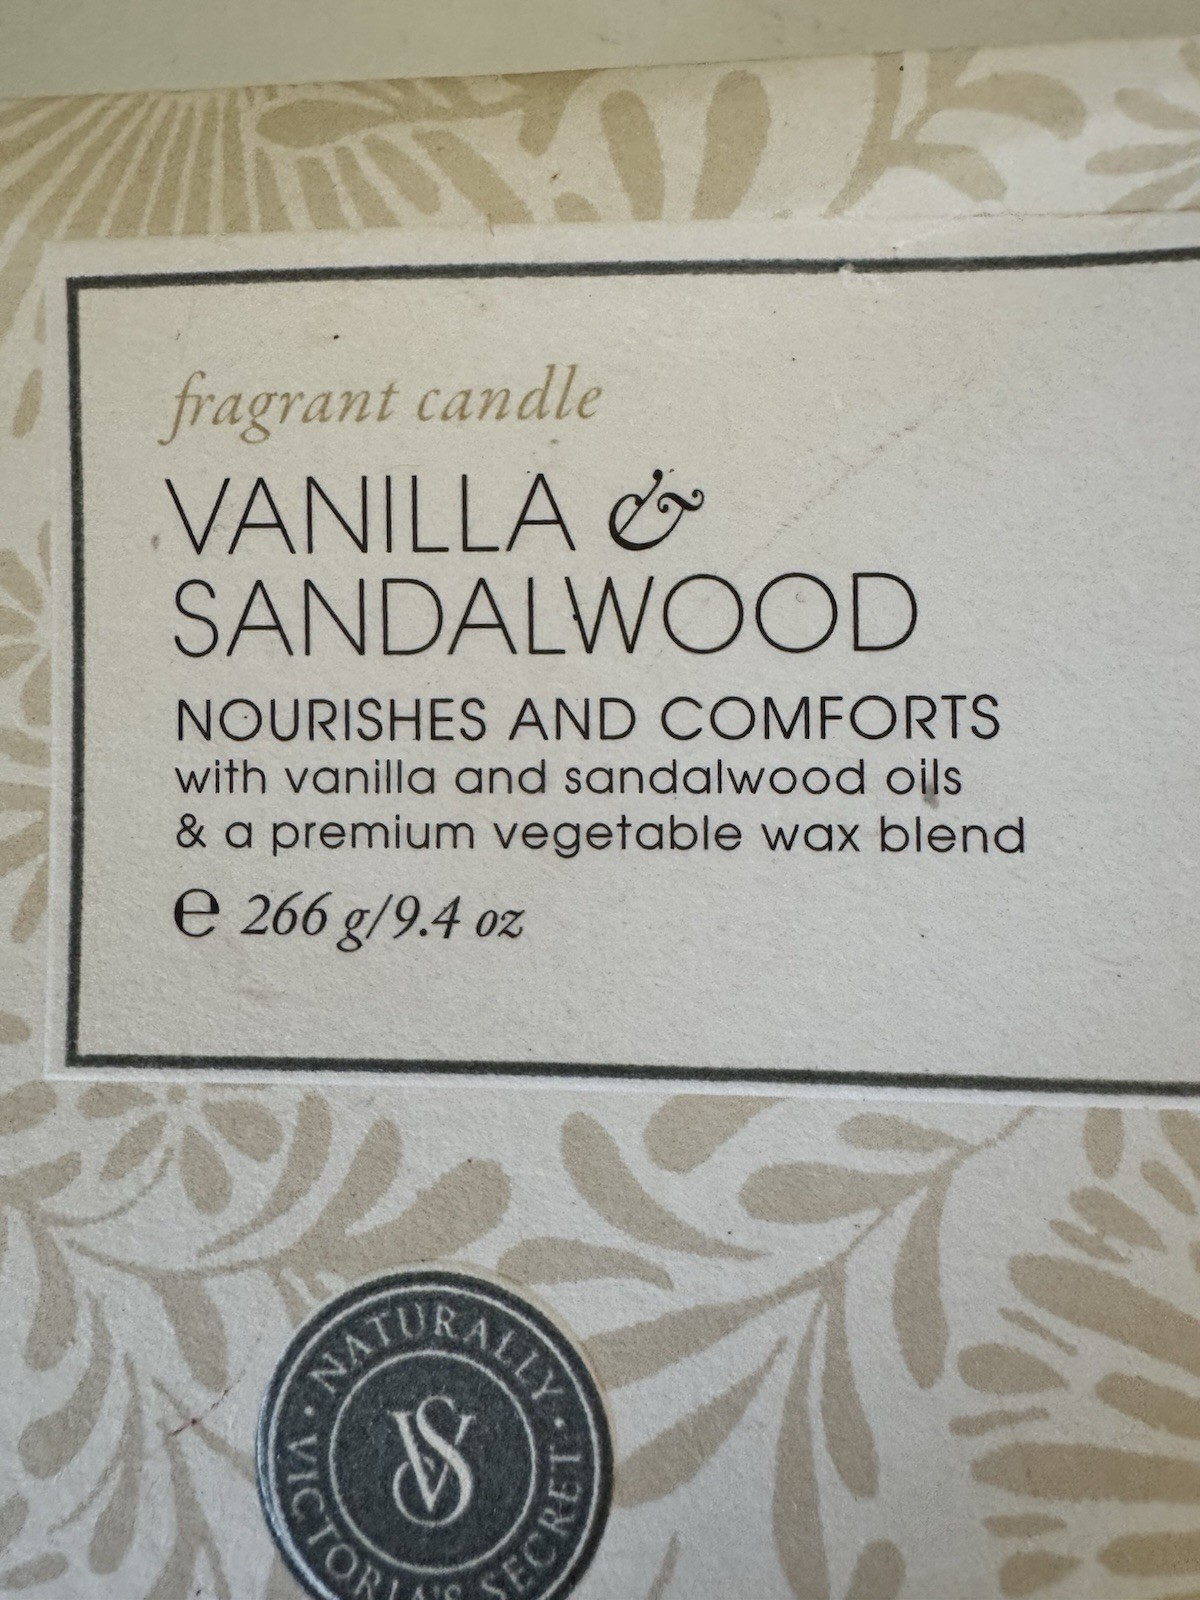 fragrant candle
VANILLA &
SANDALWOOD
NOURISHES AND COMFORTS
with vanilla and sandalwood oils
& a premium vegetable wax blend
℮ 266 g/9.4 oz
· NATURALLY ·
VICTORIA'S SECRET
VS